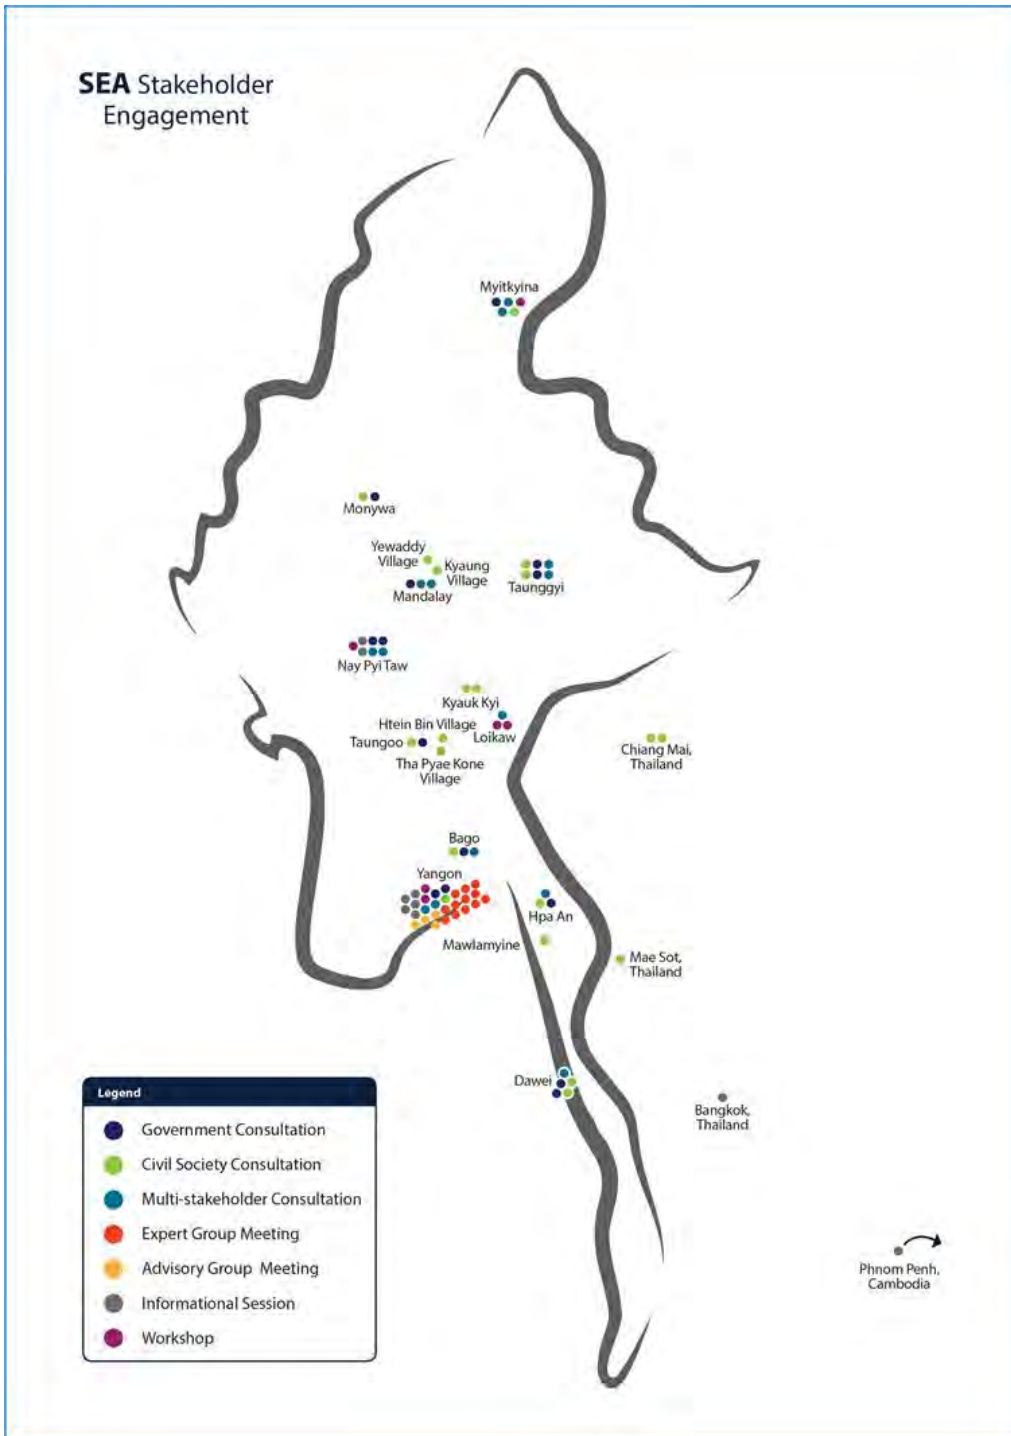 SEA Stakeholder
Engagement
Myitkyina
Monywa
Yewaddy
Village
Kyaung
Village
Mandalay
Taunggyi
Nay Pyi Taw
Kyauk Kyi
Htein Bin Village
Loikaw
Taungoo
Tha Pyae Kone
Village
Chiang Mai,
Thailand
Bago
Yangon
Hpa An
Mawlamyine
Mae Sot,
Thailand
Dawei
Bangkok,
Thailand
Phnom Penh,
Cambodia
Legend
Government Consultation
Civil Society Consultation
Multi-stakeholder Consultation
Expert Group Meeting
Advisory Group Meeting
Informational Session
Workshop